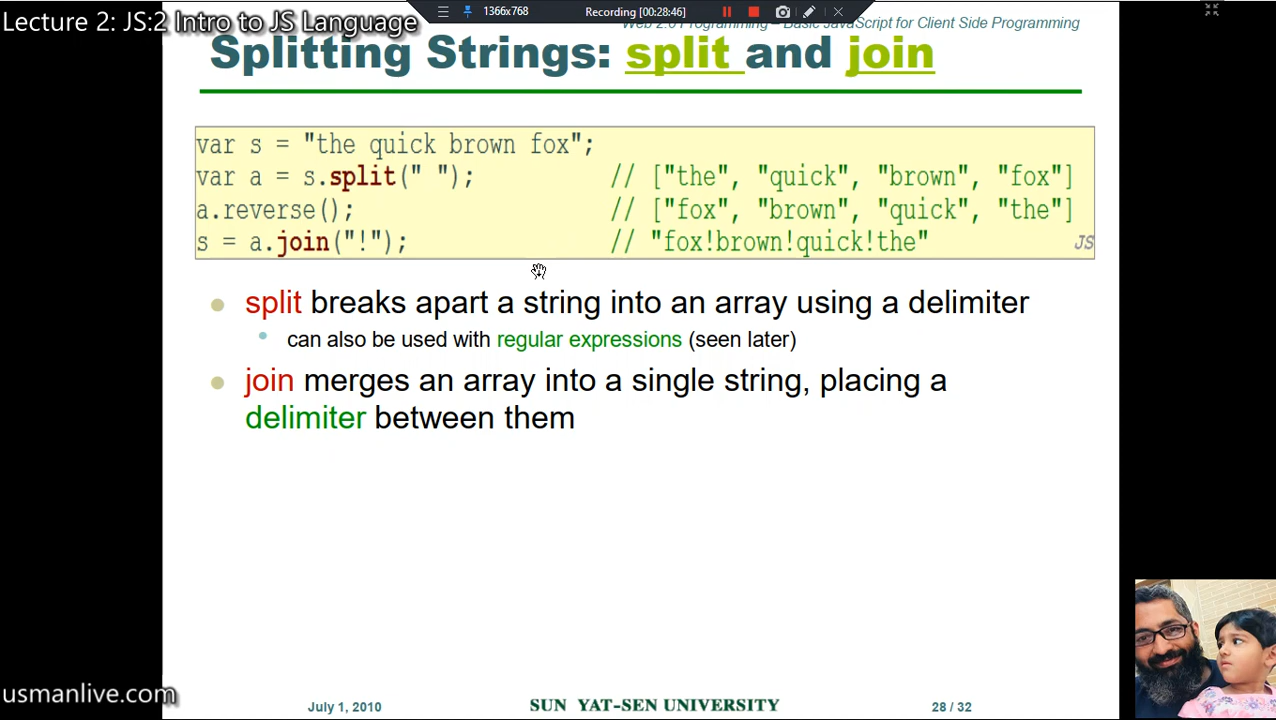 Lecture 2: JS:2 Intro to JS Language
1366x768 Recording [00:28:46]
Web 2.0 Programming – Basic JavaScript for Client Side Programming
Splitting Strings: split and join
var s = "the quick brown fox";
var a = s.split(" "); // ["the", "quick", "brown", "fox"]
a.reverse(); // ["fox", "brown", "quick", "the"]
s = a.join("!"); // "fox!brown!quick!the"
JS
split breaks apart a string into an array using a delimiter
can also be used with regular expressions (seen later)
join merges an array into a single string, placing a
delimiter between them
usmanlive.com
July 1, 2010 SUN YAT-SEN UNIVERSITY 28 / 32